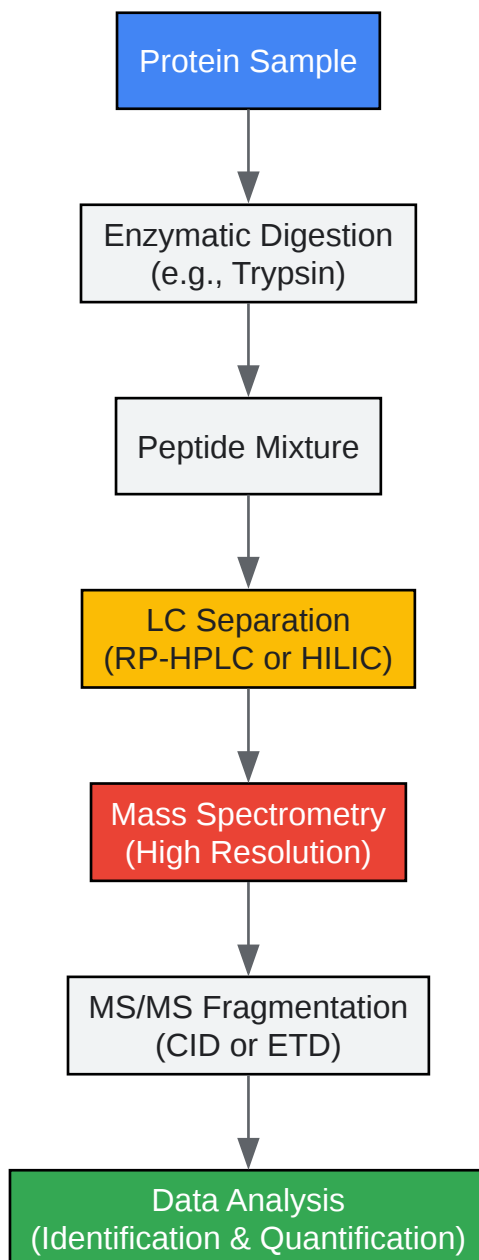 Protein Sample
Enzymatic Digestion
(e.g., Trypsin)
Peptide Mixture
LC Separation
(RP-HPLC or HILIC)
Mass Spectrometry
(High Resolution)
MS/MS Fragmentation
(CID or ETD)
Data Analysis
(Identification & Quantification)